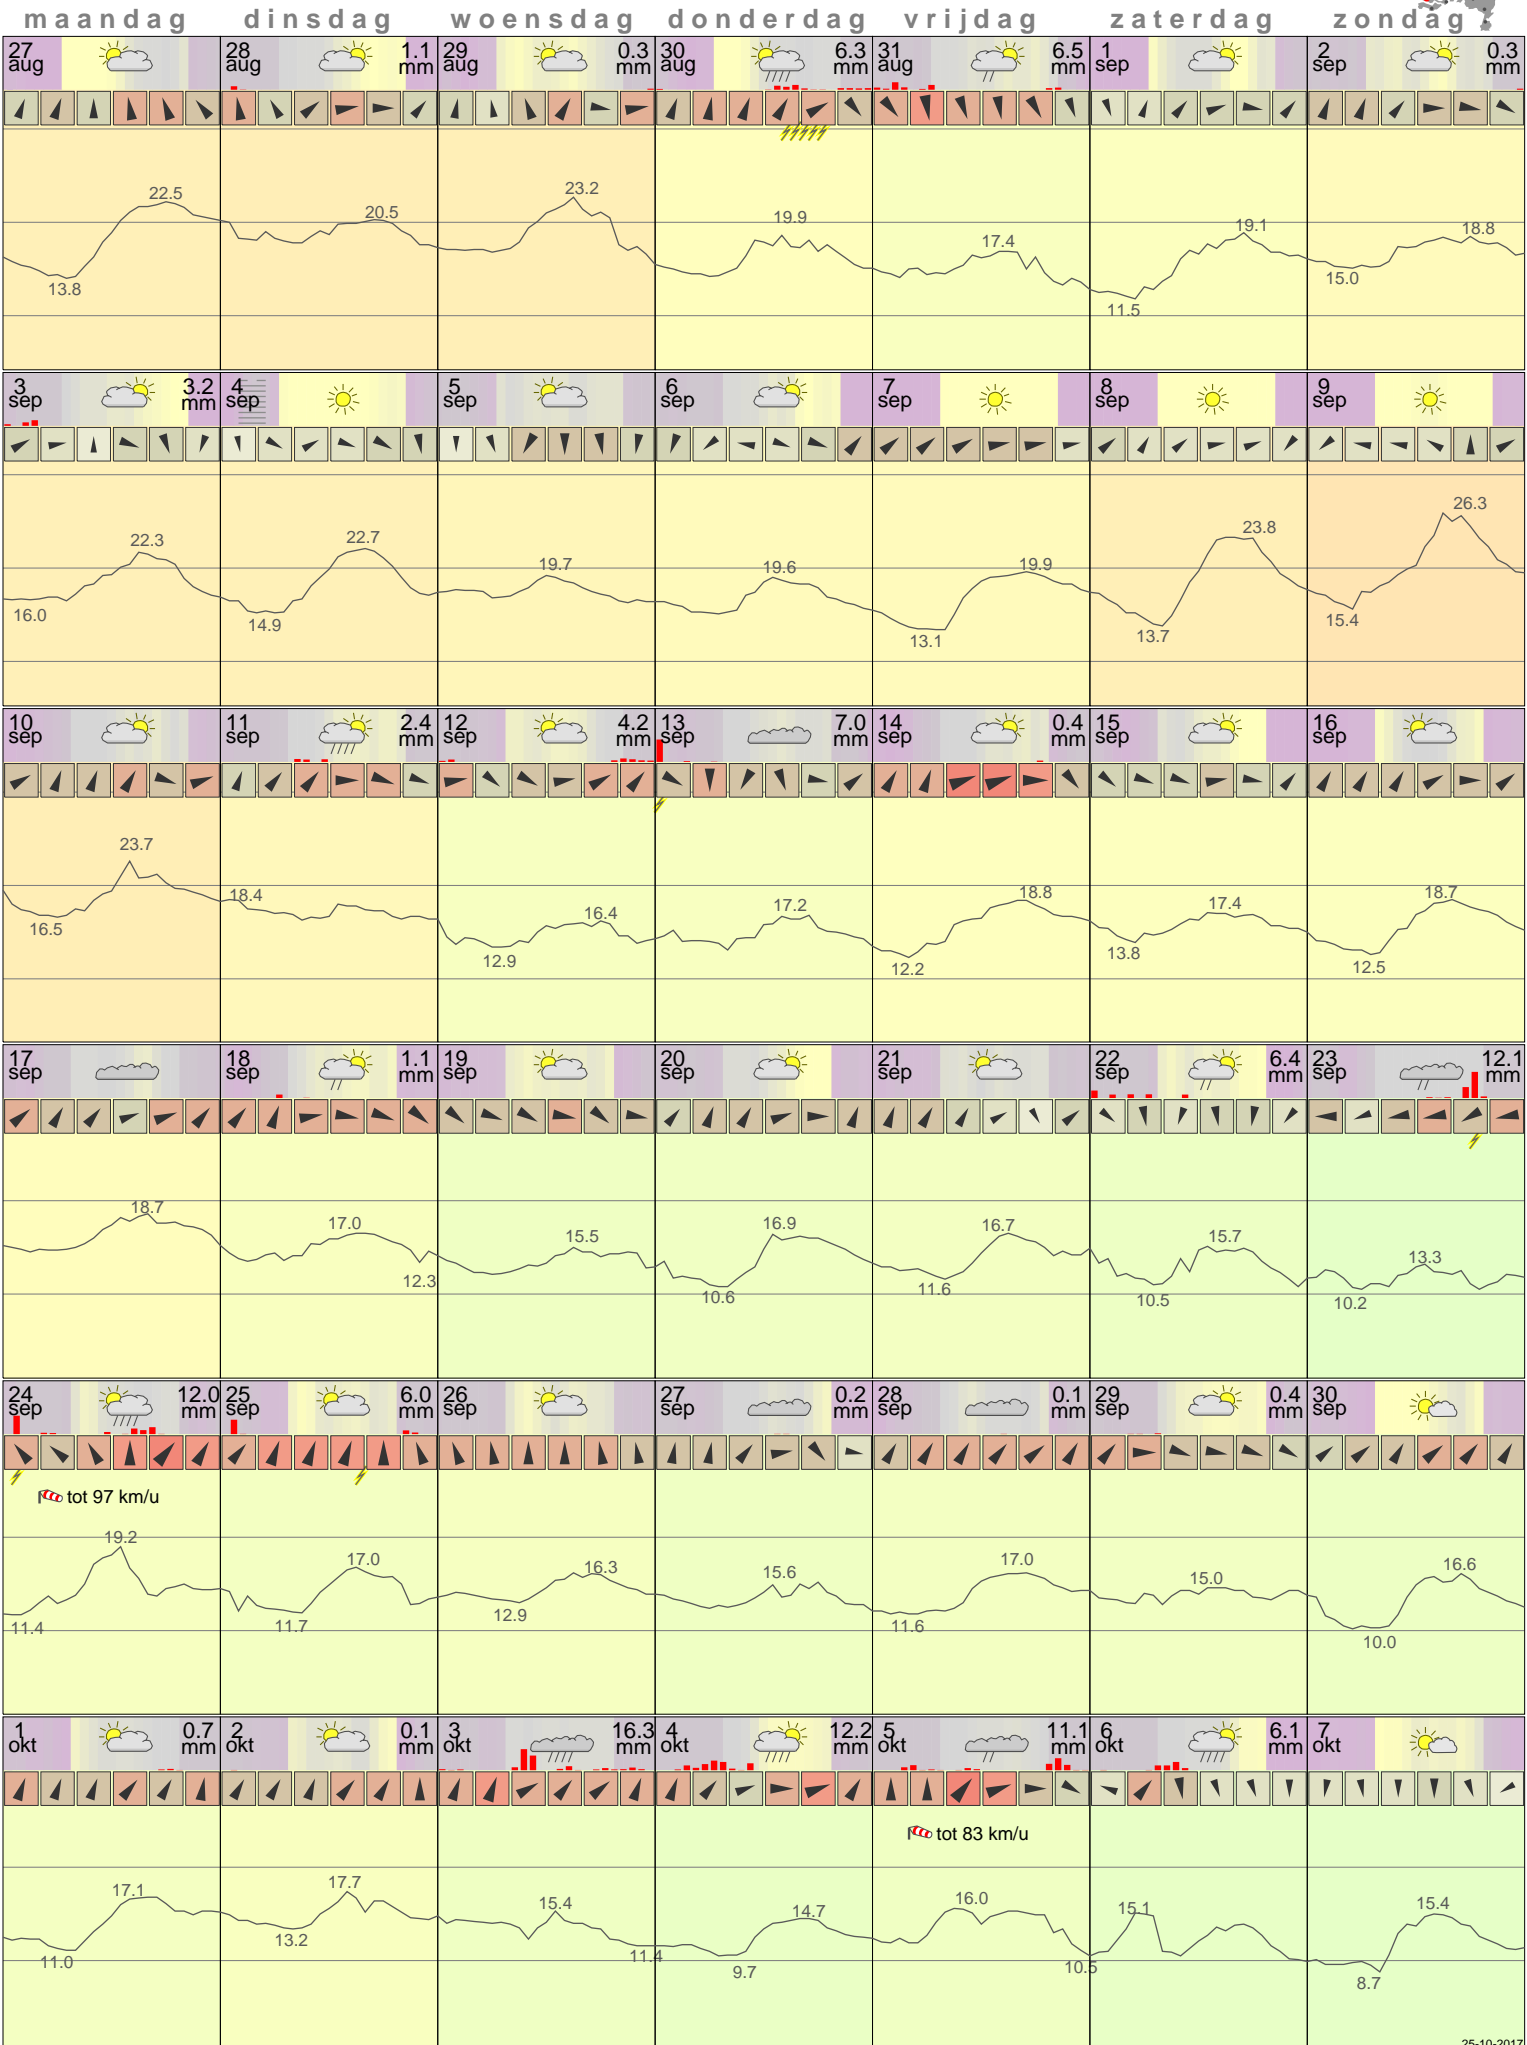 maandag dinsdag woensdag donderdag vrijdag zaterdag zondag
27 28 1.1 29 0.3 30 6.3 31 6.5 1 2 0.3
aug aug mm aug mm aug mm aug mm sep sep mm
22.5 20.5 23.2 19.9 17.4 19.1 18.8
13.8 11.5 15.0
3 3.2 4 5 6 7 8 9
sep mm sep sep sep sep sep sep
22.3 22.7 19.7 19.6 19.9 23.8 26.3
16.0 14.9 13.1 13.7 15.4
10 11 2.4 12 4.2 13 7.0 14 0.4 15 16
sep sep mm sep mm sep mm sep mm sep sep
23.7 18.4 16.4 17.2 18.8 17.4 18.7
16.5 12.9 12.2 13.8 12.5
17 18 1.1 19 20 21 22 6.4 23 12.1
sep sep mm sep sep sep sep mm sep mm
18.7 17.0 15.5 16.9 16.7 15.7 13.3
12.3 10.6 11.6 10.5 10.2
24 12.0 25 6.0 26 27 0.2 28 0.1 29 0.4 30
sep mm sep mm sep sep mm sep mm sep mm sep
tot 97 km/u
19.2 17.0 16.3 15.6 17.0 15.0 16.6
11.4 11.7 12.9 11.6 10.0
1 0.7 2 0.1 3 16.3 4 12.2 5 11.1 6 6.1 7
okt mm okt mm okt mm okt mm okt mm okt mm okt
tot 83 km/u
17.1 17.7 15.4 14.7 16.0 15.1 15.4
11.0 13.2 11.4 9.7 10.5 8.7
25-10-2017